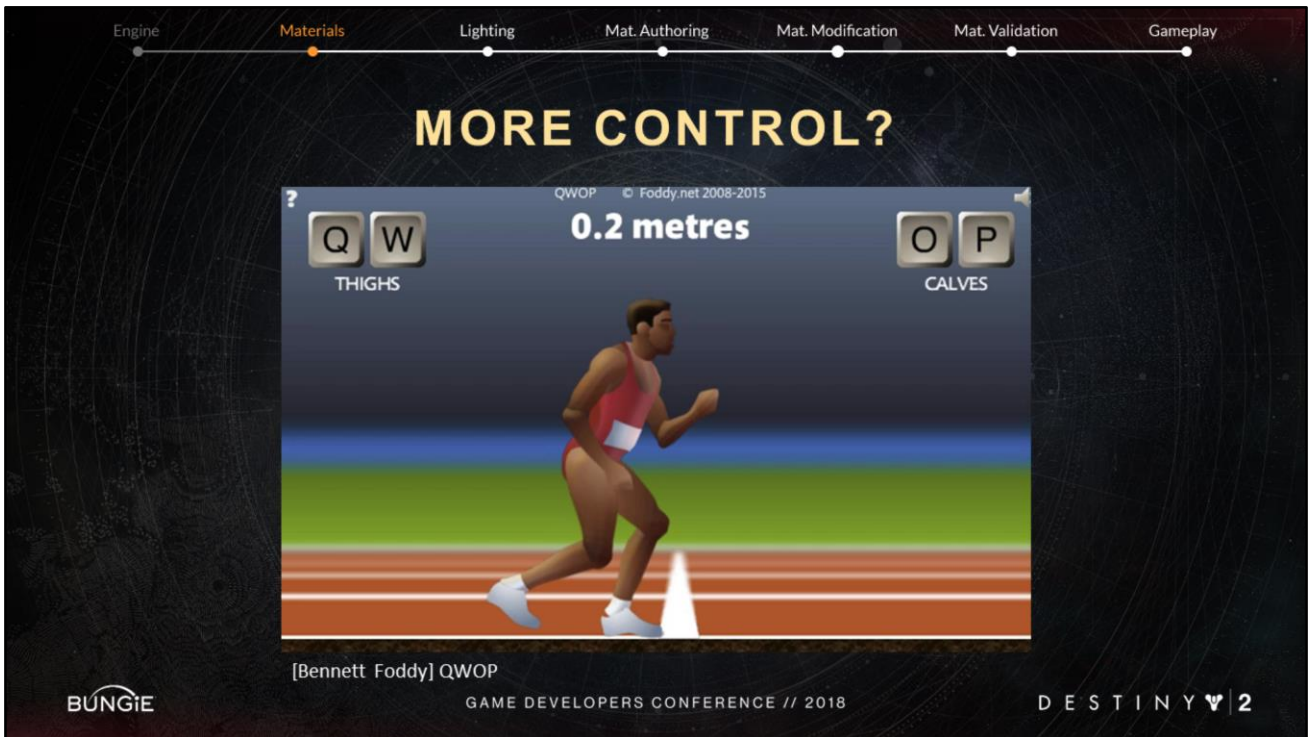 Engine Materials Lighting Mat. Authoring Mat. Modification Mat. Validation Gameplay
MORE CONTROL?
? QWOP © Foddy.net 2008-2015
0.2 metres
Q W
THIGHS
O P
CALVES
[Bennett Foddy] QWOP
BUNGiE GAME DEVELOPERS CONFERENCE // 2018 DESTINY 2